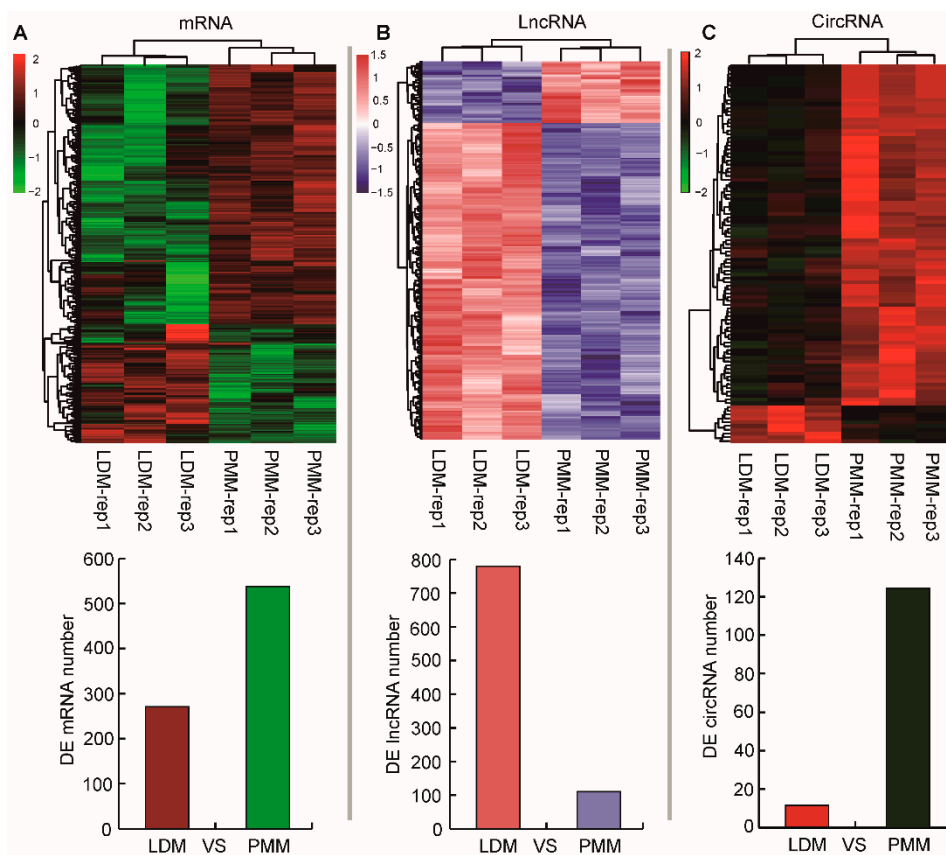 A
mRNA
2
1
0
−1
−2
LDM-rep1
LDM-rep2
LDM-rep3
PMM-rep1
PMM-rep2
PMM-rep3
DE mRNA number
600
500
400
300
200
100
0
LDM VS PMM
B
LncRNA
1.5
1
0.5
0
−0.5
−1
−1.5
LDM-rep1
LDM-rep2
LDM-rep3
PMM-rep1
PMM-rep2
PMM-rep3
DE lncRNA number
800
700
600
500
400
300
200
100
0
LDM VS PMM
C
CircRNA
2
1
0
−1
−2
LDM-rep1
LDM-rep2
LDM-rep3
PMM-rep1
PMM-rep2
PMM-rep3
DE circRNA number
140
120
100
80
60
40
20
0
LDM VS PMM